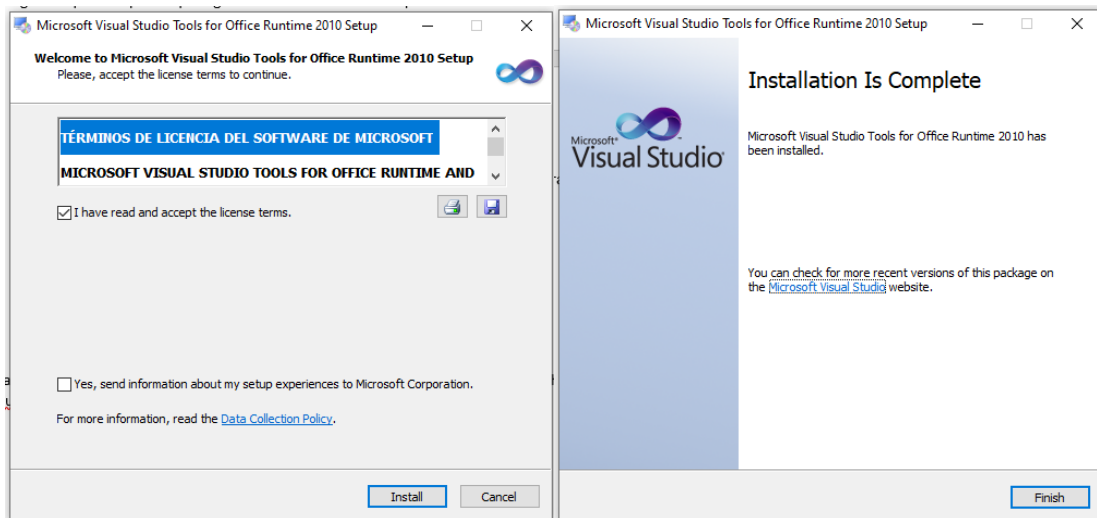 Microsoft Visual Studio Tools for Office Runtime 2010 Setup
Welcome to Microsoft Visual Studio Tools for Office Runtime 2010 Setup
Please, accept the license terms to continue.
TÉRMINOS DE LICENCIA DEL SOFTWARE DE MICROSOFT
MICROSOFT VISUAL STUDIO TOOLS FOR OFFICE RUNTIME AND
I have read and accept the license terms.
Yes, send information about my setup experiences to Microsoft Corporation.
For more information, read the Data Collection Policy.
Install
Cancel
Microsoft Visual Studio Tools for Office Runtime 2010 Setup
Microsoft®
Visual Studio®
Installation Is Complete
Microsoft Visual Studio Tools for Office Runtime 2010 has
been installed.
You can check for more recent versions of this package on
the Microsoft Visual Studio website.
Finish